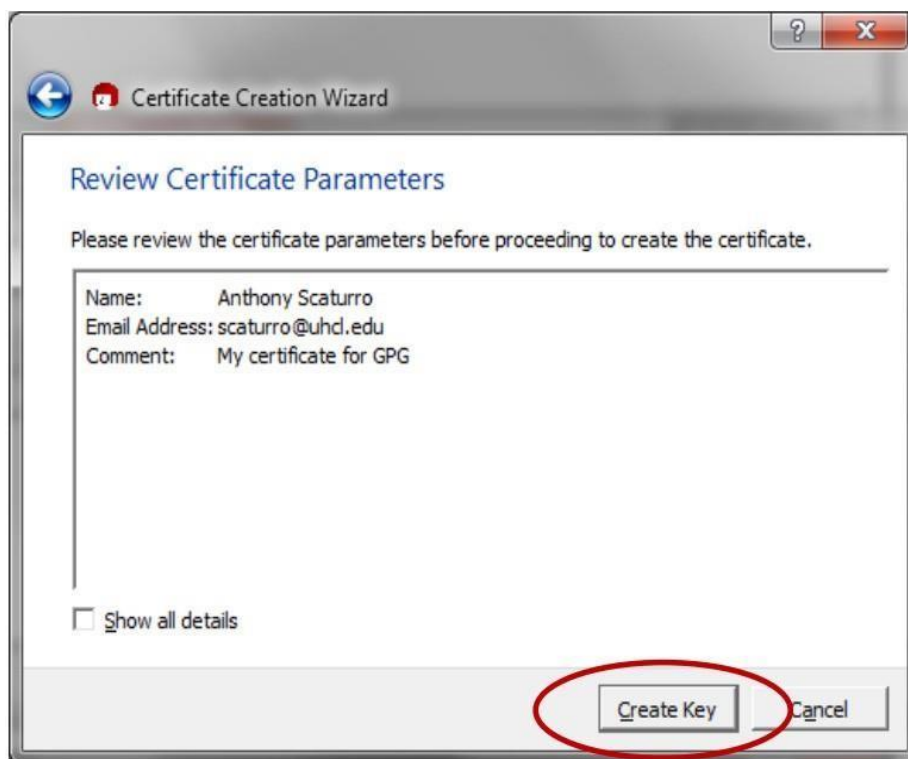 ?
X
Certificate Creation Wizard
Review Certificate Parameters
Please review the certificate parameters before proceeding to create the certificate.
Name: Anthony Scaturro
Email Address: scaturro@uhcl.edu
Comment: My certificate for GPG
Show all details
Create Key Cancel